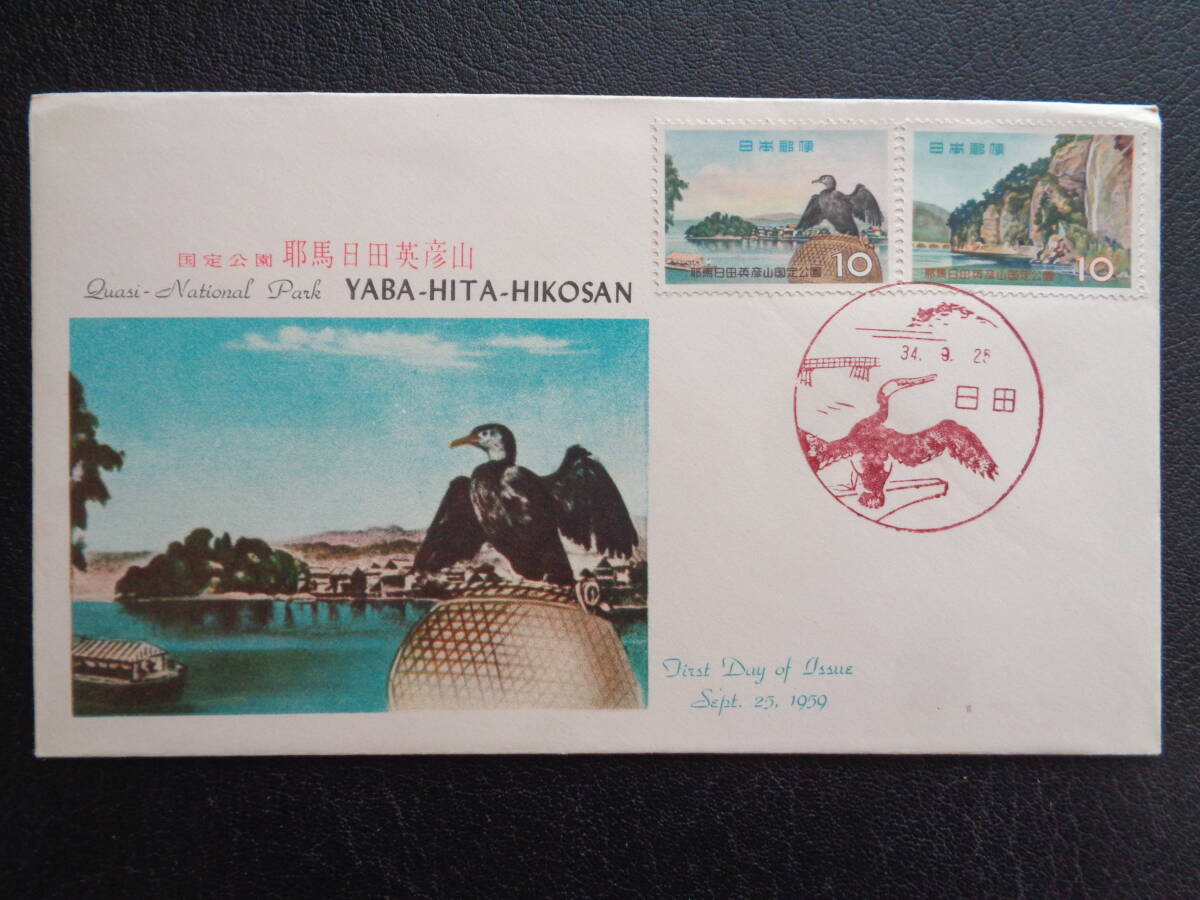 国定公園 耶馬日田英彦山
Quasi-National Park YABA-HITA-HIKOSAN
日本郵便
耶馬日田英彦山国定公園 10
日本郵便
耶馬日田英彦山国定公園 10
34. 9. 25
日田
First Day of Issue
Sept. 25, 1959